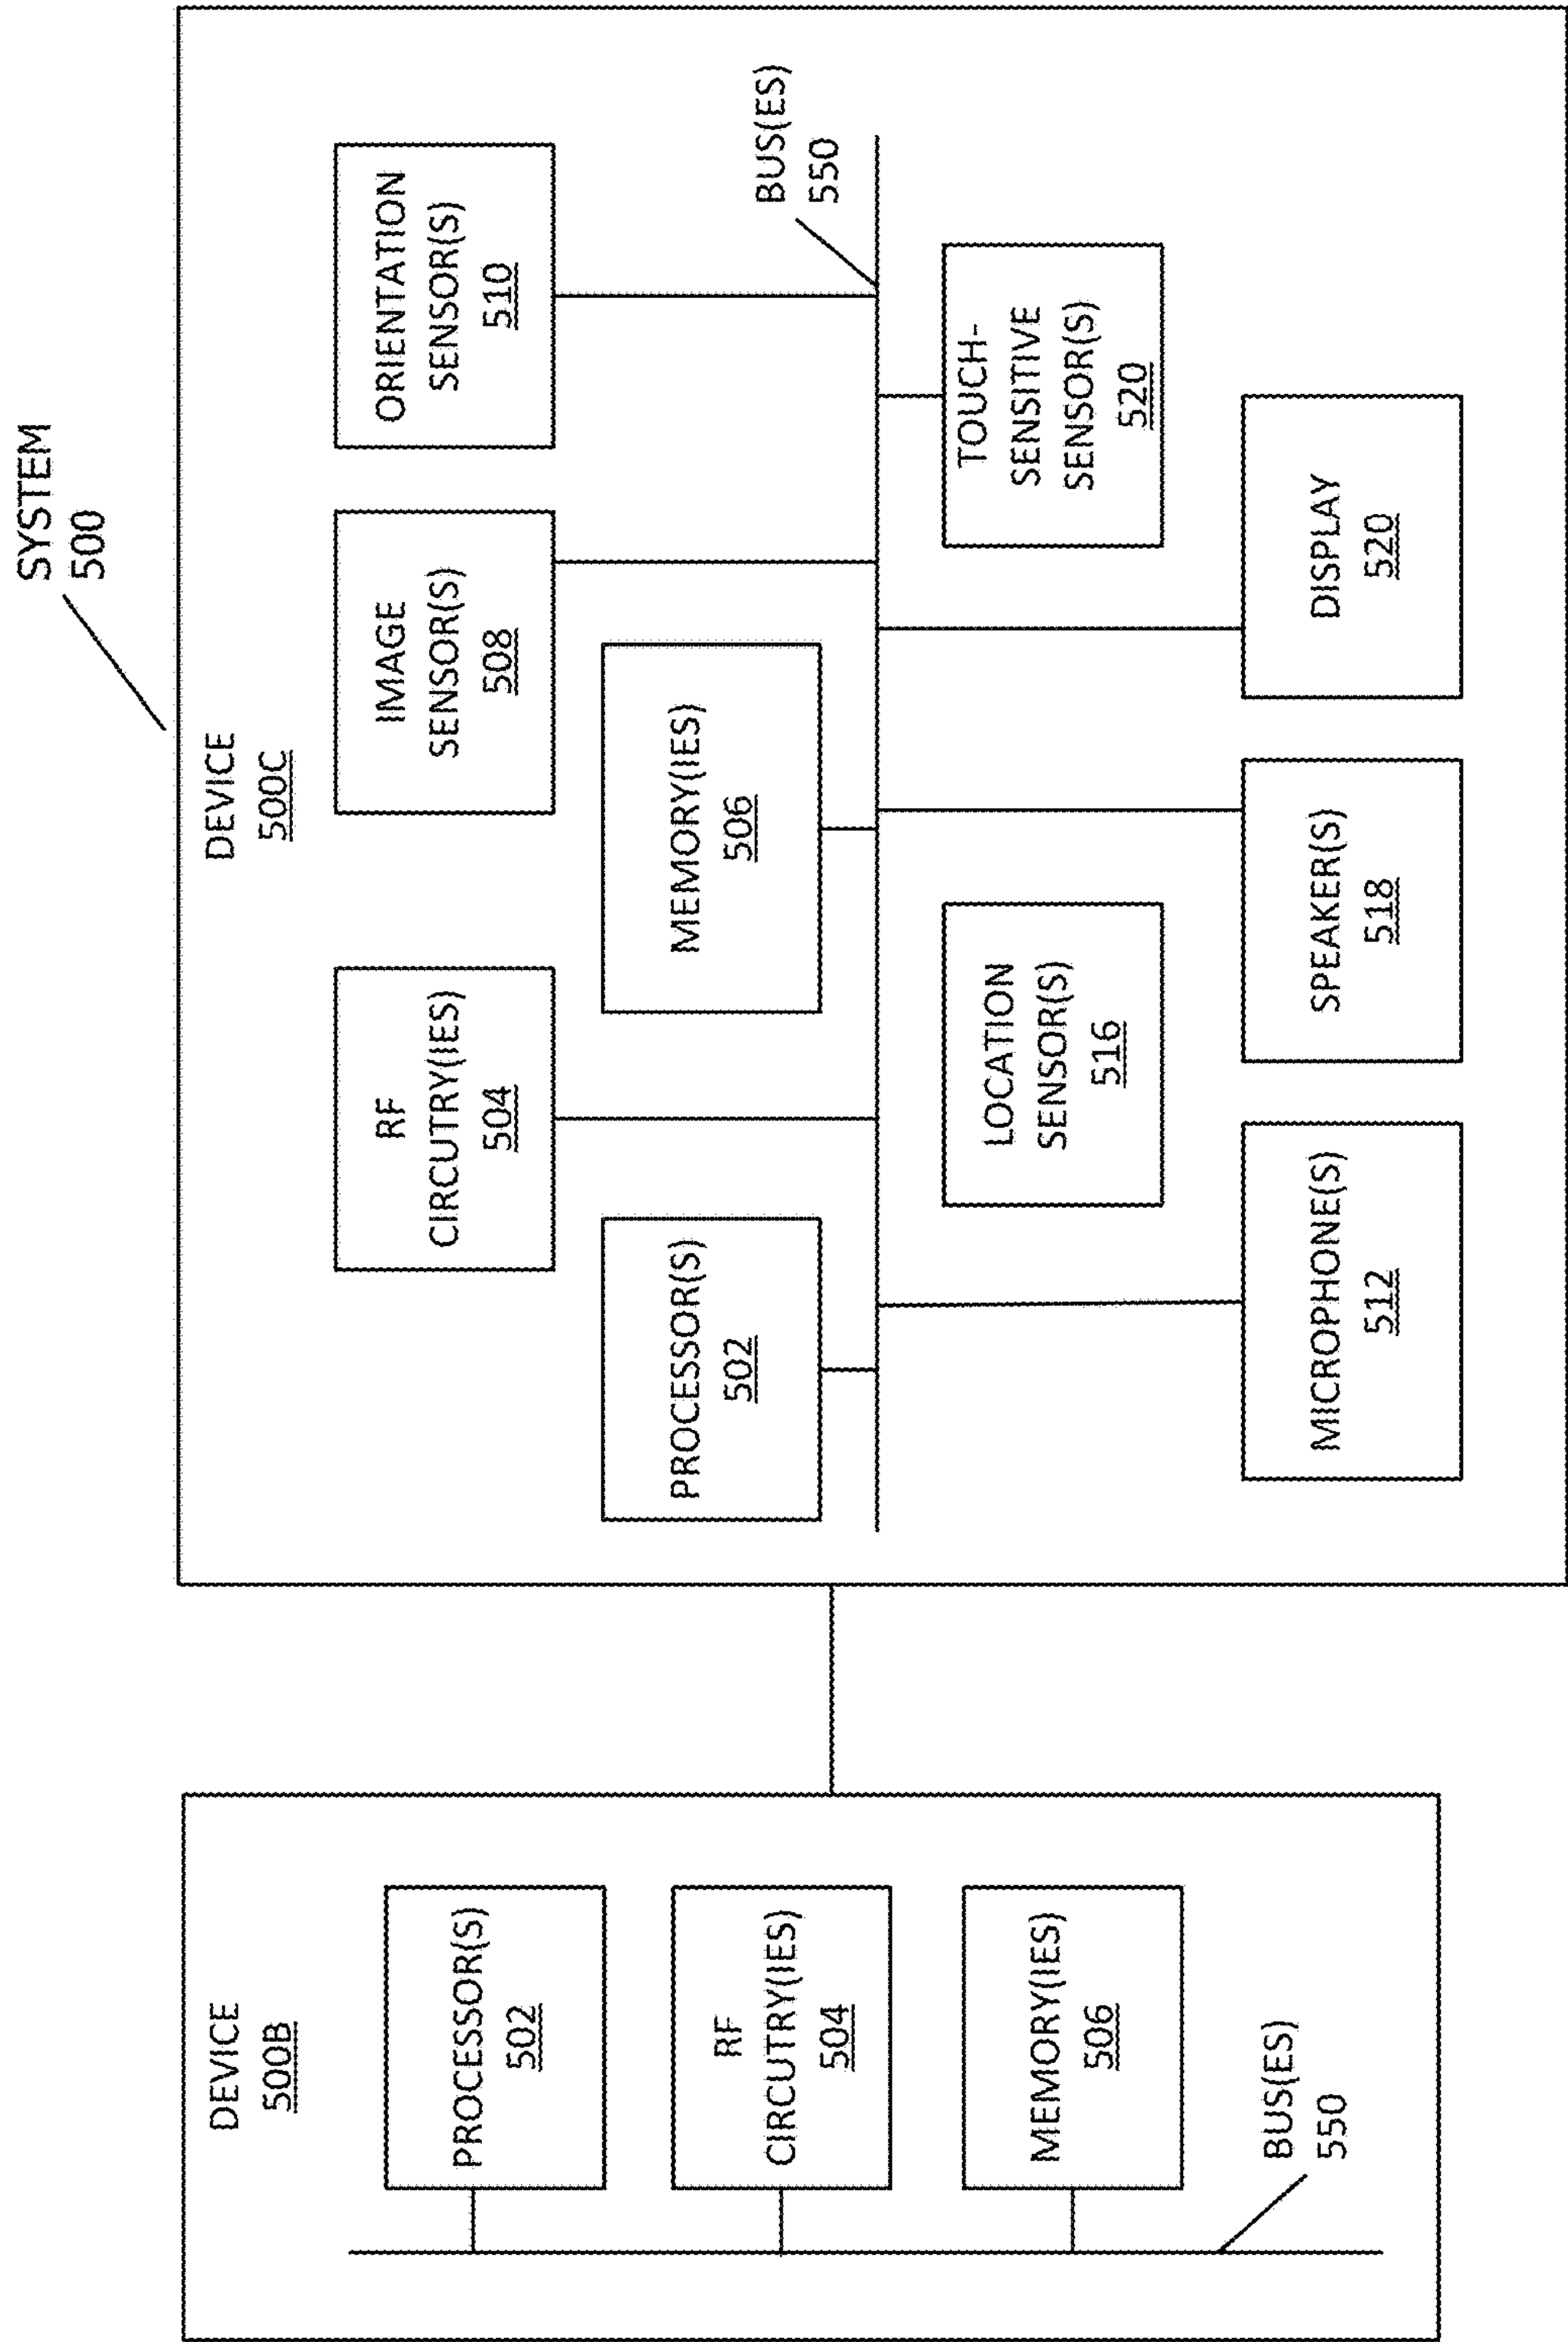 SYSTEM
500
DEVICE
500B
PROCESSOR(S)
502
RF
CIRCUTRY(IES)
504
MEMORY(IES)
506
BUS(ES)
550
DEVICE
500C
RF
CIRCUTRY(IES)
504
IMAGE
SENSOR(S)
508
ORIENTATION
SENSOR(S)
510
PROCESSOR(S)
502
MEMORY(IES)
506
BUS(ES)
550
LOCATION
SENSOR(S)
516
TOUCH-
SENSITIVE
SENSOR(S)
520
MICROPHONE(S)
512
SPEAKER(S)
518
DISPLAY
520